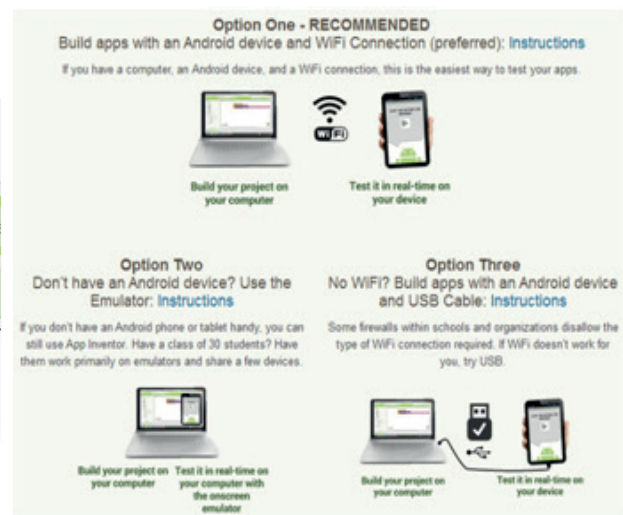 Option One - RECOMMENDED
Build apps with an Android device and WiFi Connection (preferred): Instructions
If you have a computer, an Android device, and a WiFi connection, this is the easiest way to test your apps.
WiFi
Build your project on
your computer
Test it in real-time on
your device
Option Two
Don't have an Android device? Use the
Emulator: Instructions
If you don't have an Android phone or tablet handy, you can
still use App Inventor. Have a class of 30 students? Have
them work primarily on emulators and share a few devices.
Build your project on
your computer
Test it in real-time on
your computer with
the onscreen
emulator
Option Three
No WiFi? Build apps with an Android device
and USB Cable: Instructions
Some firewalls within schools and organizations disallow the
type of WiFi connection required. If WiFi doesn't work for
you, try USB.
Build your project on
your computer
Test it in real-time on
your device